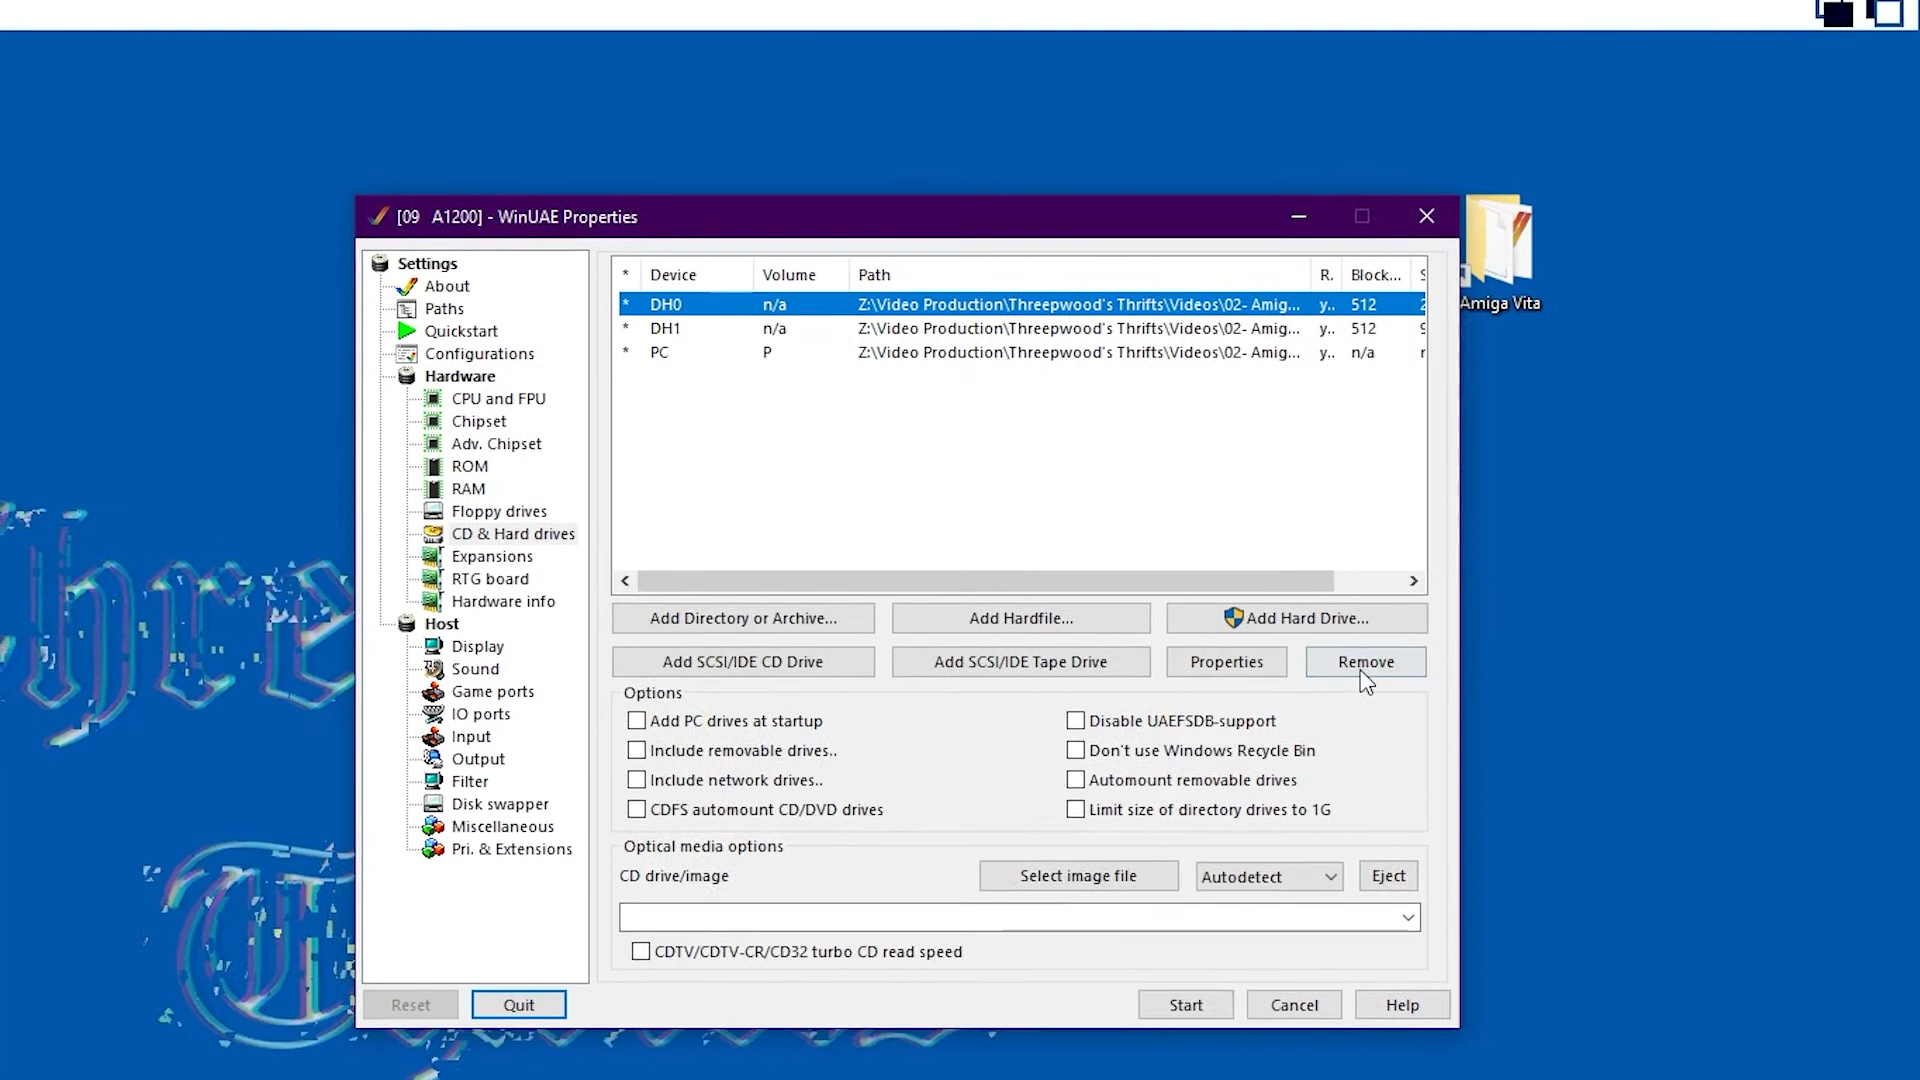 [09 A1200] - WinUAE Properties
Settings
About
Paths
Quickstart
Configurations
Hardware
CPU and FPU
Chipset
Adv. Chipset
ROM
RAM
Floppy drives
CD & Hard drives
Expansions
RTG board
Hardware info
Host
Display
Sound
Game ports
IO ports
Input
Output
Filter
Disk swapper
Miscellaneous
Pri. & Extensions
* Device Volume Path R. Block...
* DH0 n/a Z:\Video Production\Threepwood's Thrifts\Videos\02- Amig... y.. 512
* DH1 n/a Z:\Video Production\Threepwood's Thrifts\Videos\02- Amig... y.. 512
* PC P Z:\Video Production\Threepwood's Thrifts\Videos\02- Amig... y.. n/a
Add Directory or Archive... Add Hardfile... Add Hard Drive...
Add SCSI/IDE CD Drive Add SCSI/IDE Tape Drive Properties Remove
Options
Add PC drives at startup Disable UAEFSDB-support
Include removable drives.. Don't use Windows Recycle Bin
Include network drives.. Automount removable drives
CDFS automount CD/DVD drives Limit size of directory drives to 1G
Optical media options
CD drive/image Select image file Autodetect Eject
CDTV/CDTV-CR/CD32 turbo CD read speed
Reset Quit Start Cancel Help
Amiga Vita